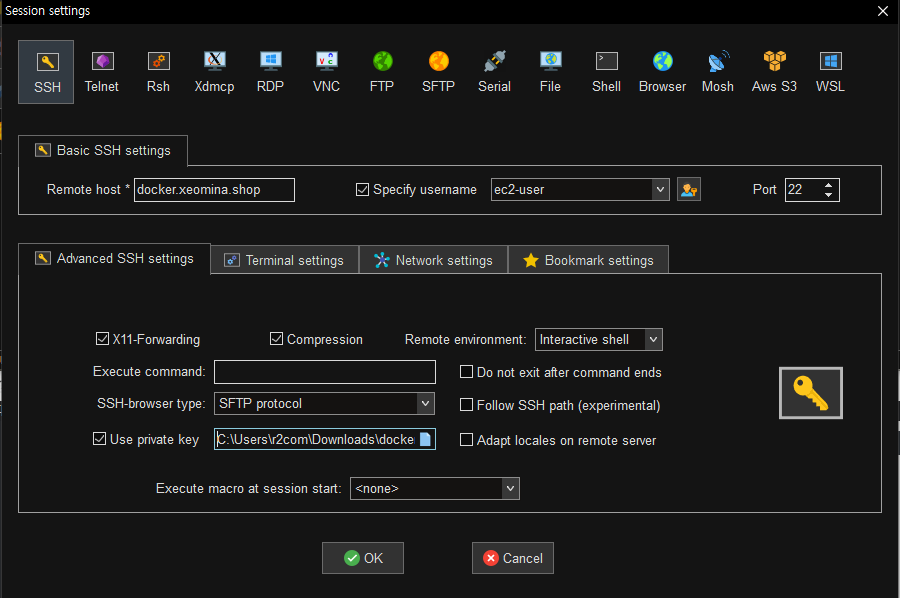 Session settings
SSH Telnet Rsh Xdmcp RDP VNC FTP SFTP Serial File Shell Browser Mosh Aws S3 WSL
Basic SSH settings
Remote host * docker.xeomina.shop Specify username ec2-user Port 22
Advanced SSH settings Terminal settings Network settings Bookmark settings
X11-Forwarding Compression Remote environment: Interactive shell
Execute command: Do not exit after command ends
SSH-browser type: SFTP protocol Follow SSH path (experimental)
Use private key C:\Users\r2com\Downloads\docke Adapt locales on remote server
Execute macro at session start: <none>
OK Cancel